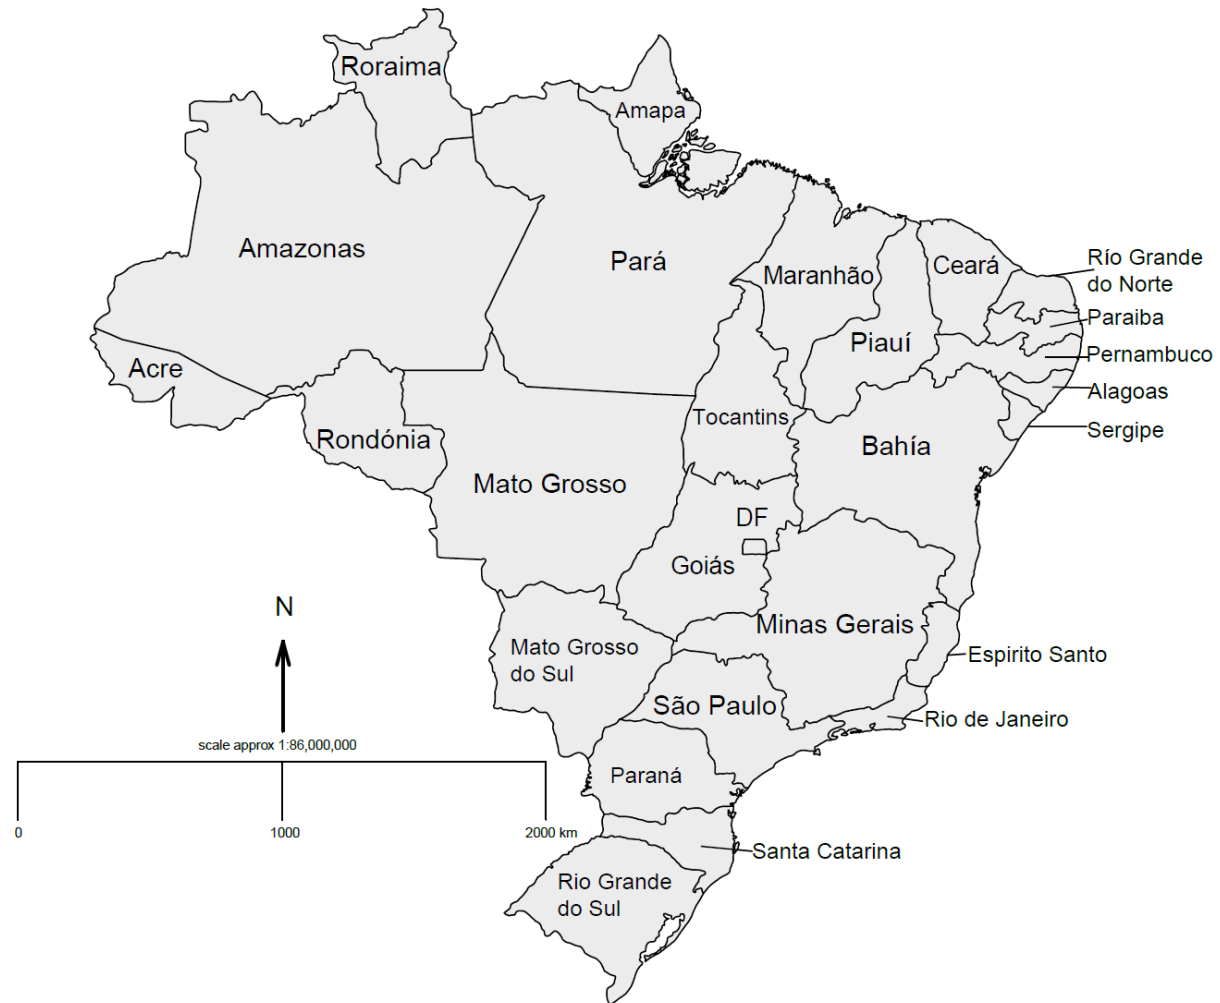 Roraima
Amapa
Amazonas
Pará
Maranhão
Ceará
Río Grande
do Norte
Paraiba
Piauí
Pernambuco
Acre
Alagoas
Tocantins
Sergipe
Rondónia
Bahía
Mato Grosso
DF
Goiás
N
Minas Gerais
Mato Grosso
do Sul
Espirito Santo
São Paulo
Rio de Janeiro
scale approx 1:86,000,000
Paraná
0
1000
2000 km
Santa Catarina
Rio Grande
do Sul